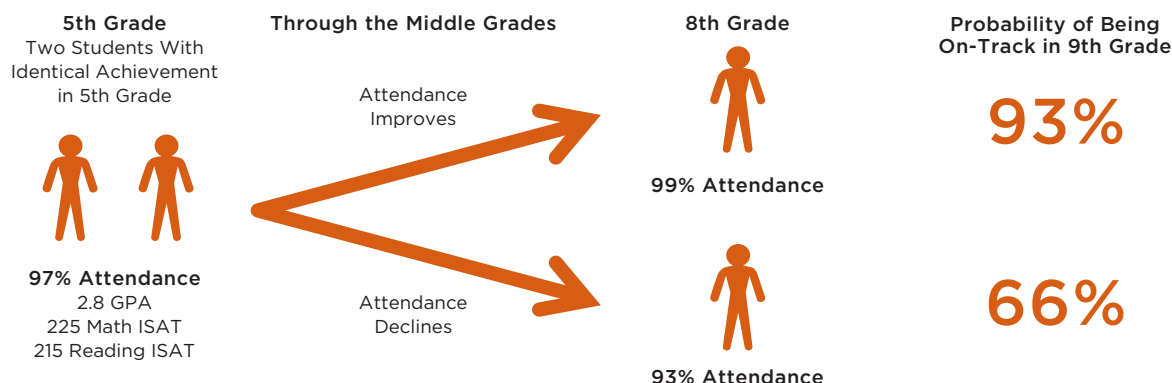 5th Grade
Two Students With
Identical Achievement
in 5th Grade
97% Attendance
2.8 GPA
225 Math ISAT
215 Reading ISAT
Through the Middle Grades
Attendance
Improves
Attendance
Declines
8th Grade
99% Attendance
93% Attendance
Probability of Being
On-Track in 9th Grade
93%
66%